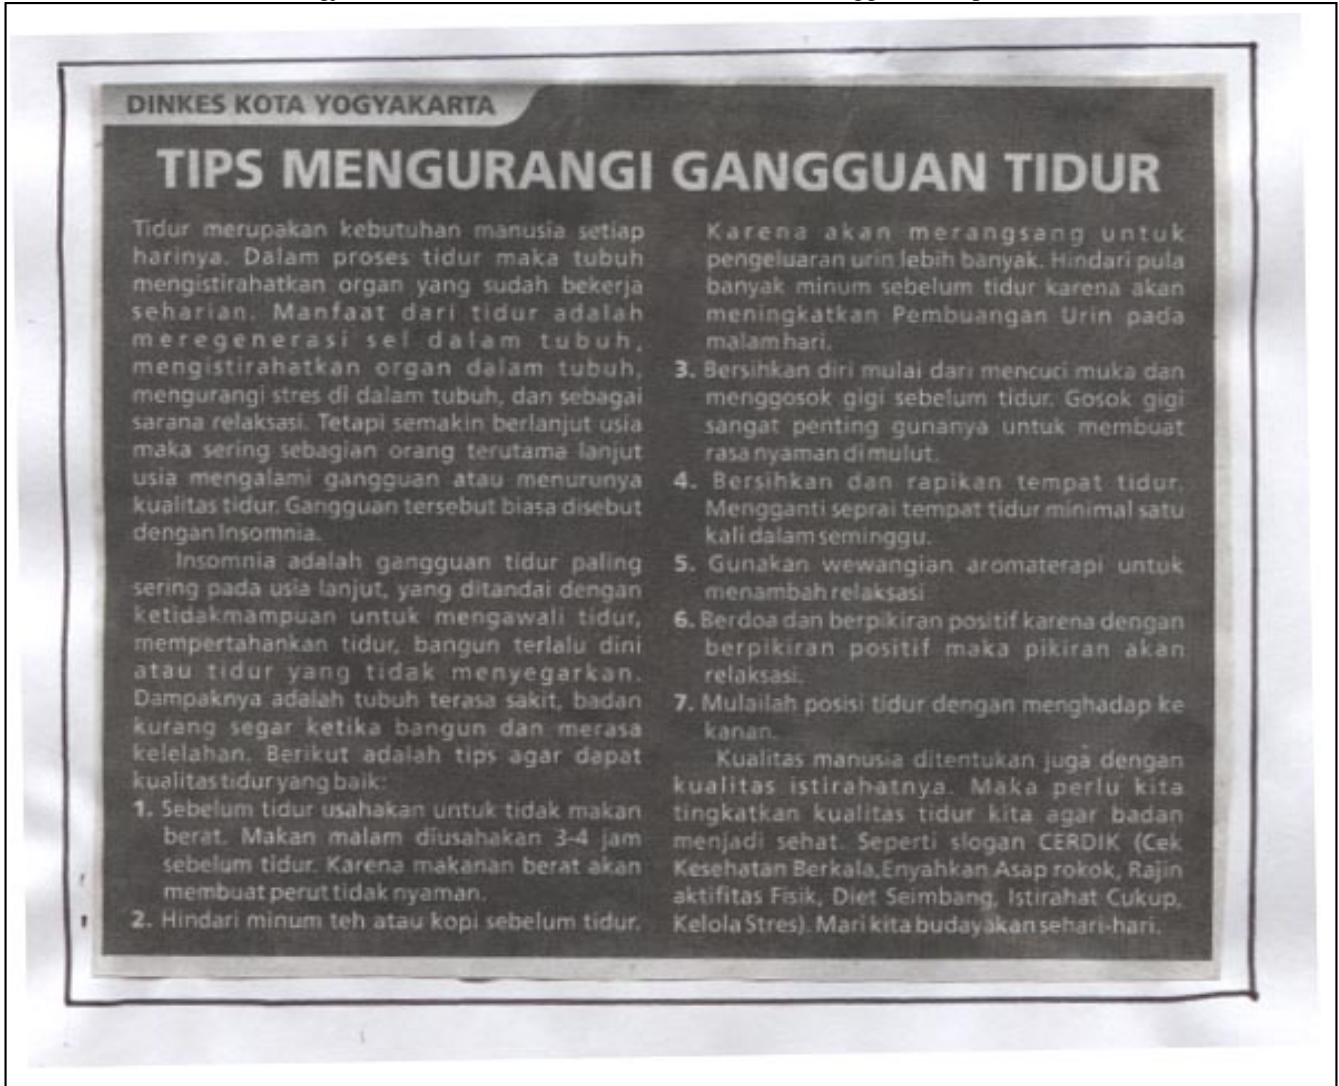 DINKES KOTA YOGYAKARTA
TIPS MENGURANGI GANGGUAN TIDUR
Tidur merupakan kebutuhan manusia setiap
harinya. Dalam proses tidur maka tubuh
mengistirahatkan organ yang sudah bekerja
seharian. Manfaat dari tidur adalah
meregenerasi sel dalam tubuh,
mengistirahatkan organ dalam tubuh,
mengurangi stres di dalam tubuh, dan sebagai
sarana relaksasi. Tetapi semakin berlanjut usia
maka sering sebagian orang terutama lanjut
usia mengalami gangguan atau menurunya
kualitas tidur. Gangguan tersebut biasa disebut
dengan Insomnia.
Insomnia adalah gangguan tidur paling
sering pada usia lanjut, yang ditandai dengan
ketidakmampuan untuk mengawali tidur,
mempertahankan tidur, bangun terlalu dini
atau tidur yang tidak menyegarkan.
Dampaknya adalah tubuh terasa sakit, badan
kurang segar ketika bangun dan merasa
kelelahan. Berikut adalah tips agar dapat
kualitas tidur yang baik:
1. Sebelum tidur usahakan untuk tidak makan
berat. Makan malam diusahakan 3-4 jam
sebelum tidur. Karena makanan berat akan
membuat perut tidak nyaman.
2. Hindari minum teh atau kopi sebelum tidur.
Karena akan merangsang untuk
pengeluaran urin lebih banyak. Hindari pula
banyak minum sebelum tidur karena akan
meningkatkan Pembuangan Urin pada
malam hari.
3. Bersihkan diri mulai dari mencuci muka dan
menggosok gigi sebelum tidur. Gosok gigi
sangat penting gunanya untuk membuat
rasa nyaman di mulut.
4. Bersihkan dan rapikan tempat tidur.
Mengganti seprai tempat tidur minimal satu
kali dalam seminggu.
5. Gunakan wewangian aromaterapi untuk
menambah relaksasi
6. Berdoa dan berpikiran positif karena dengan
berpikiran positif maka pikiran akan
relaksasi.
7. Mulailah posisi tidur dengan menghadap ke
kanan.
Kualitas manusia ditentukan juga dengan
kualitas istirahatnya. Maka perlu kita
tingkatkan kualitas tidur kita agar badan
menjadi sehat. Seperti slogan CERDIK (Cek
Kesehatan Berkala,Enyahkan Asap rokok, Rajin
aktifitas Fisik, Diet Seimbang, Istirahat Cukup,
Kelola Stres). Mari kita budayakan sehari-hari.